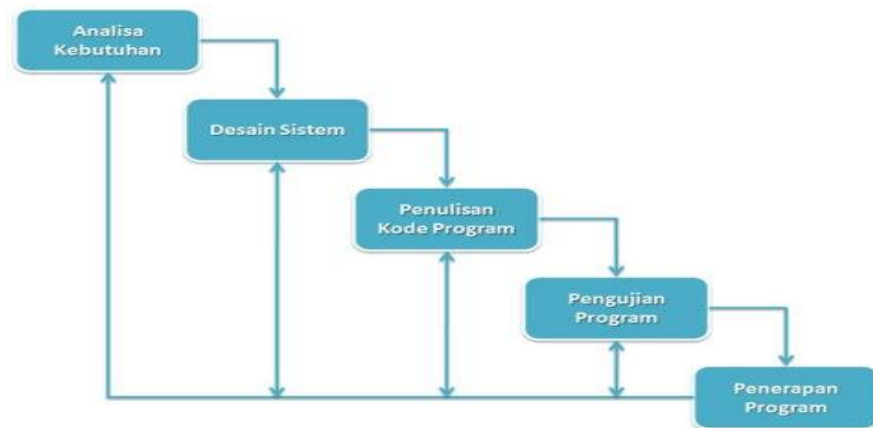 Analisa
Kebutuhan
Desain Sistem
Penulisan
Kode Program
Pengujian
Program
Penerapan
Program